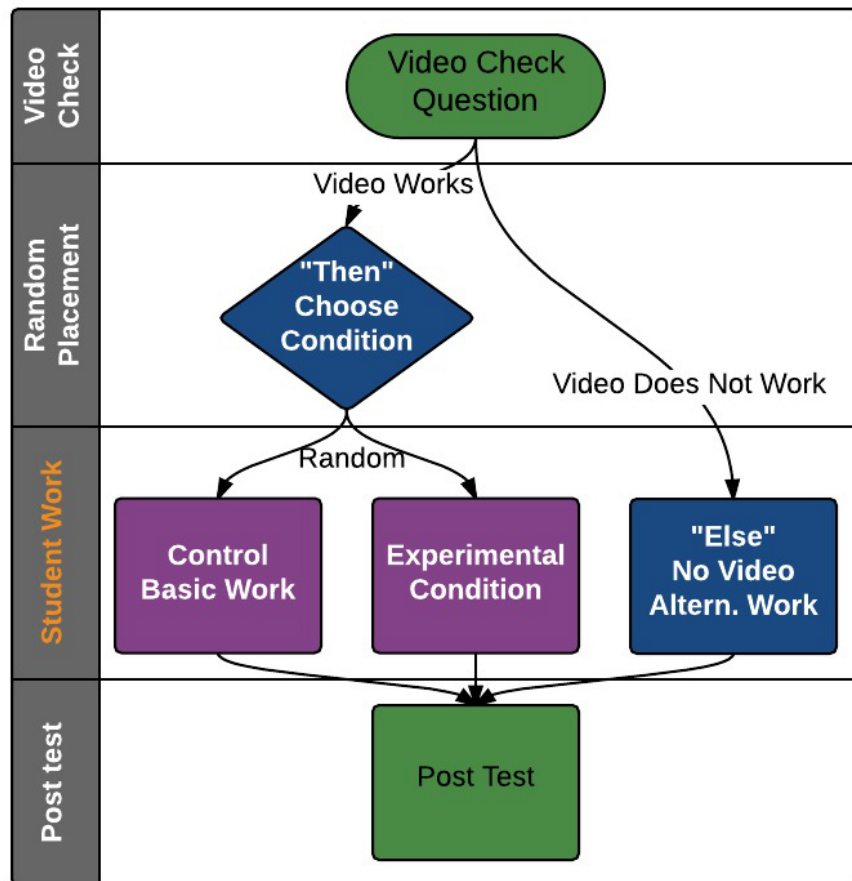 Video
Check
Video Check
Question
Random
Placement
Video Works
"Then"
Choose
Condition
Video Does Not Work
Student Work
Random
Control
Basic Work
Experimental
Condition
"Else"
No Video
Altern. Work
Post test
Post Test